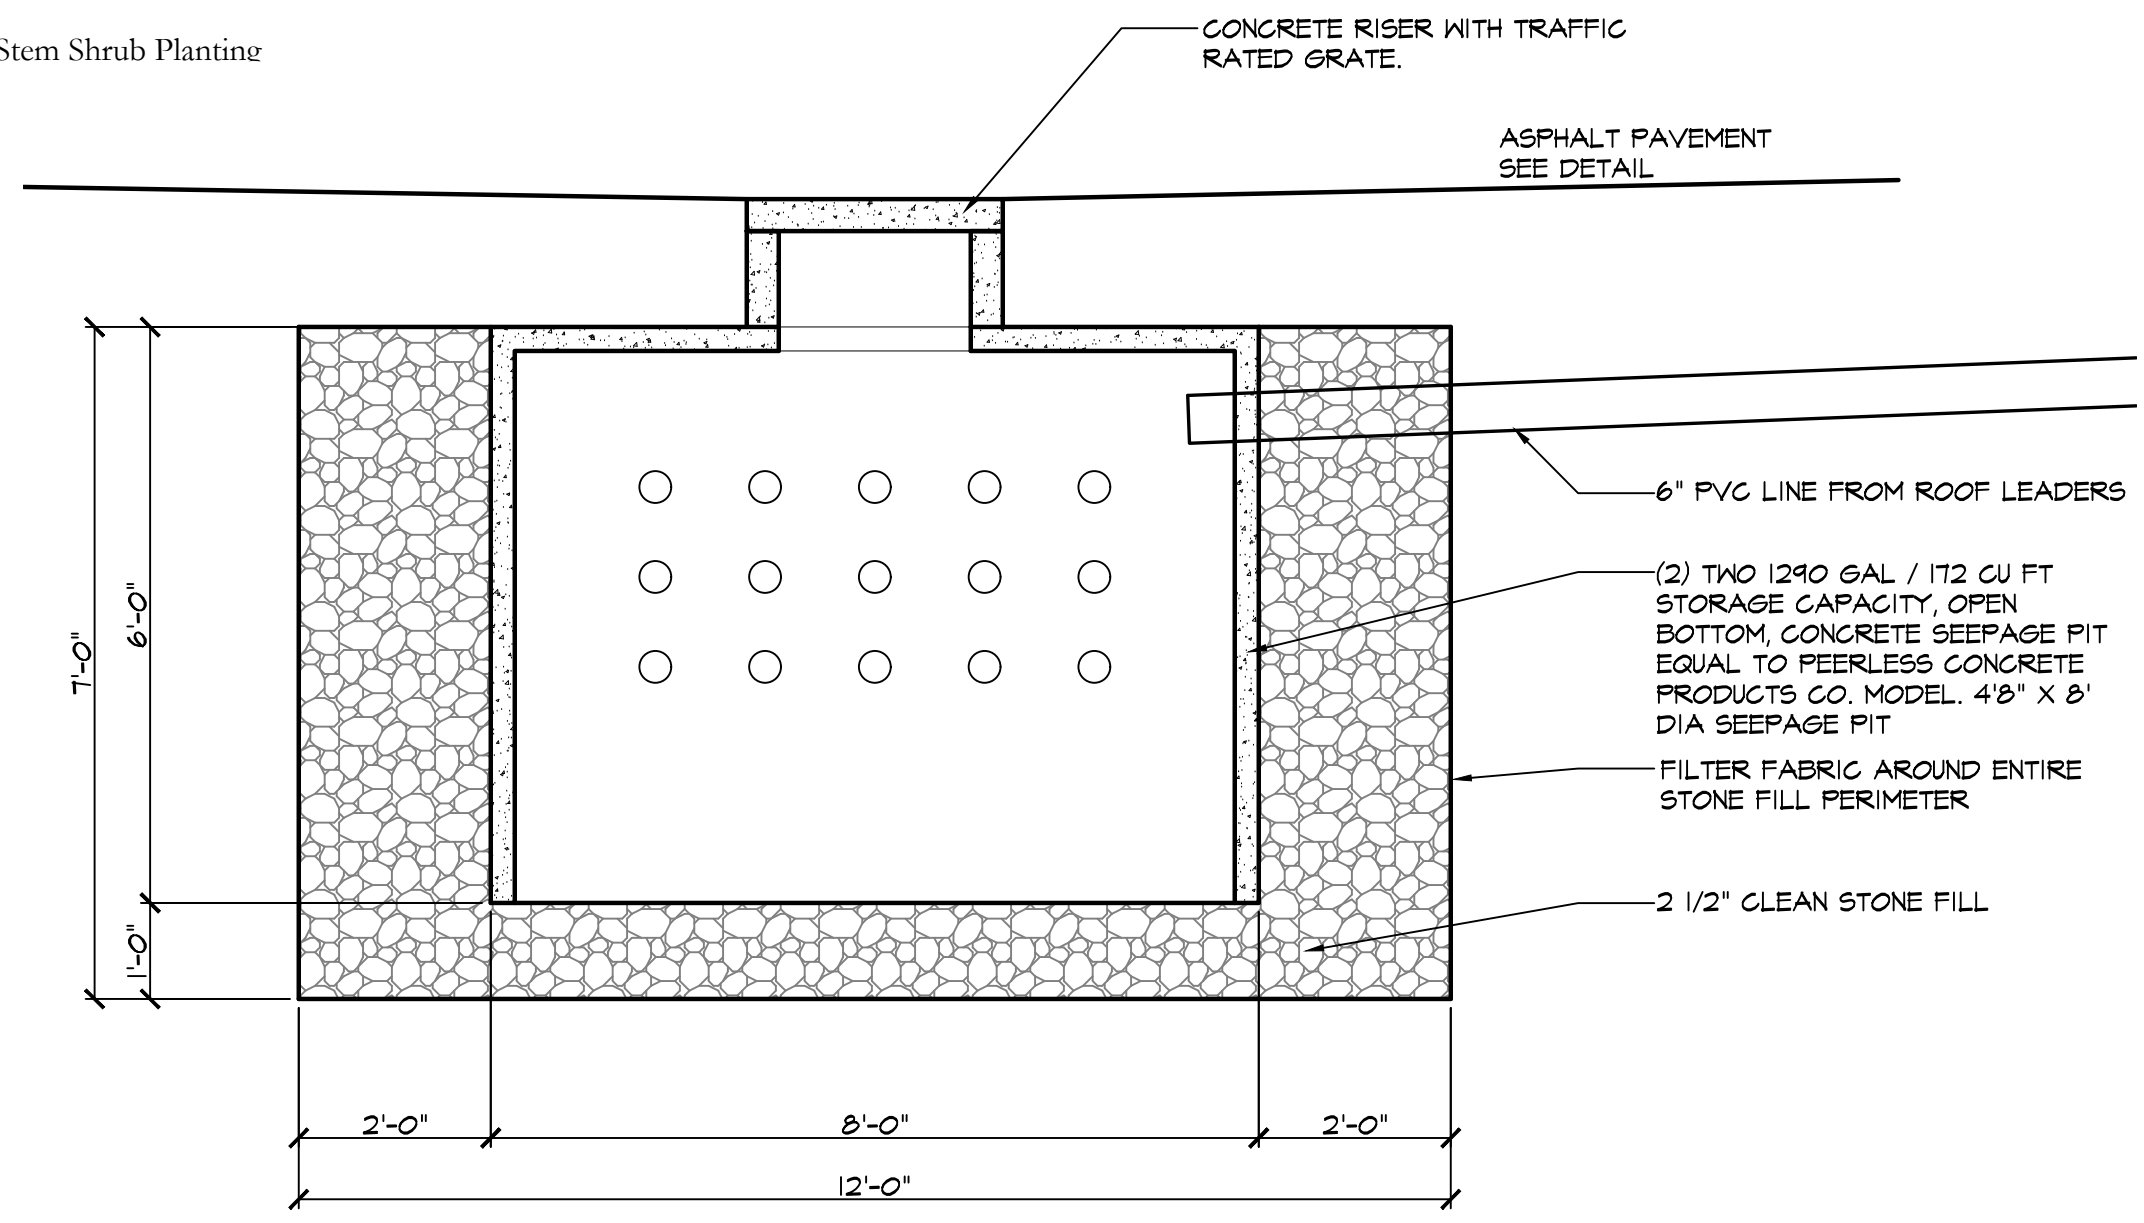 Stem Shrub Planting
CONCRETE RISER WITH TRAFFIC
RATED GRATE.
ASPHALT PAVEMENT
SEE DETAIL
6" PVC LINE FROM ROOF LEADERS
(2) TWO 1290 GAL / 172 CU FT
STORAGE CAPACITY, OPEN
BOTTOM, CONCRETE SEEPAGE PIT
EQUAL TO PEERLESS CONCRETE
PRODUCTS CO. MODEL. 4'8" X 8'
DIA SEEPAGE PIT
FILTER FABRIC AROUND ENTIRE
STONE FILL PERIMETER
2 1/2" CLEAN STONE FILL
7'-0"
6'-0"
1'-0"
2'-0"
8'-0"
2'-0"
12'-0"